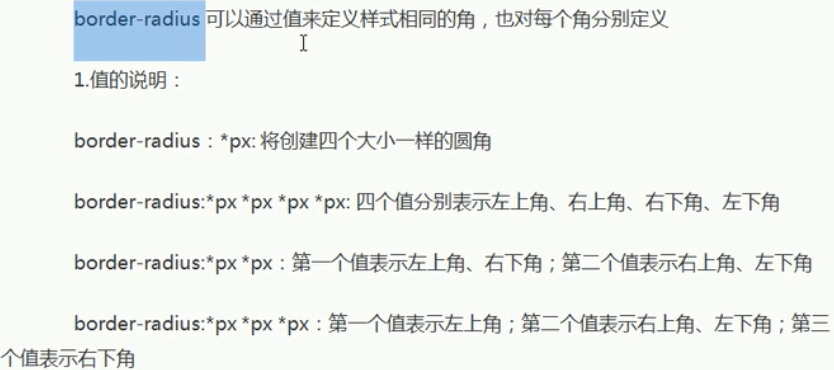 border-radius 可以通过值来定义样式相同的角，也对每个角分别定义
1.值的说明：
border-radius：*px: 将创建四个大小一样的圆角
border-radius:*px *px *px *px: 四个值分别表示左上角、右上角、右下角、左下角
border-radius:*px *px：第一个值表示左上角、右下角；第二个值表示右上角、左下角
border-radius:*px *px *px：第一个值表示左上角；第二个值表示右上角、左下角；第三
个值表示右下角